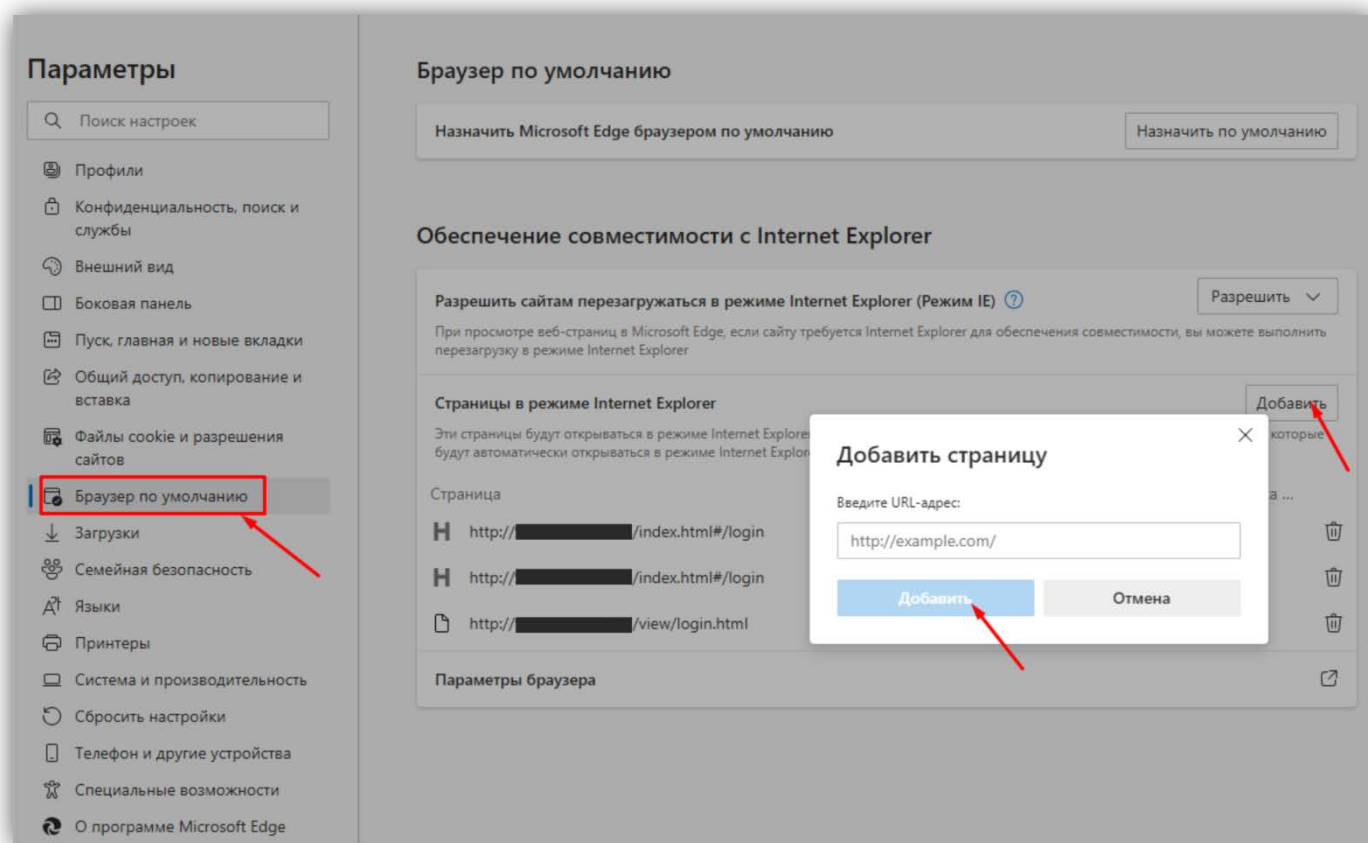 Параметры
Поиск настроек
Профили
Конфиденциальность, поиск и
службы
Внешний вид
Боковая панель
Пуск, главная и новые вкладки
Общий доступ, копирование и
вставка
Файлы cookie и разрешения
сайтов
Браузер по умолчанию
Загрузки
Семейная безопасность
Языки
Принтеры
Система и производительность
Сбросить настройки
Телефон и другие устройства
Специальные возможности
О программе Microsoft Edge
Браузер по умолчанию
Назначить Microsoft Edge браузером по умолчанию
Назначить по умолчанию
Обеспечение совместимости с Internet Explorer
Разрешить сайтам перезагружаться в режиме Internet Explorer (Режим IE)
Разрешить
При просмотре веб-страниц в Microsoft Edge, если сайту требуется Internet Explorer для обеспечения совместимости, вы можете выполнить
перезагрузку в режиме Internet Explorer
Страницы в режиме Internet Explorer
Добавить
Эти страницы будут открываться в режиме Internet Explorer которые
будут автоматически открываться в режиме Internet
Страница
http:// /index.html#/login
http:// /index.html#/login
http:// /view/login.html
Параметры браузера
Добавить страницу
Введите URL-адрес:
http://example.com/
Добавить
Отмена